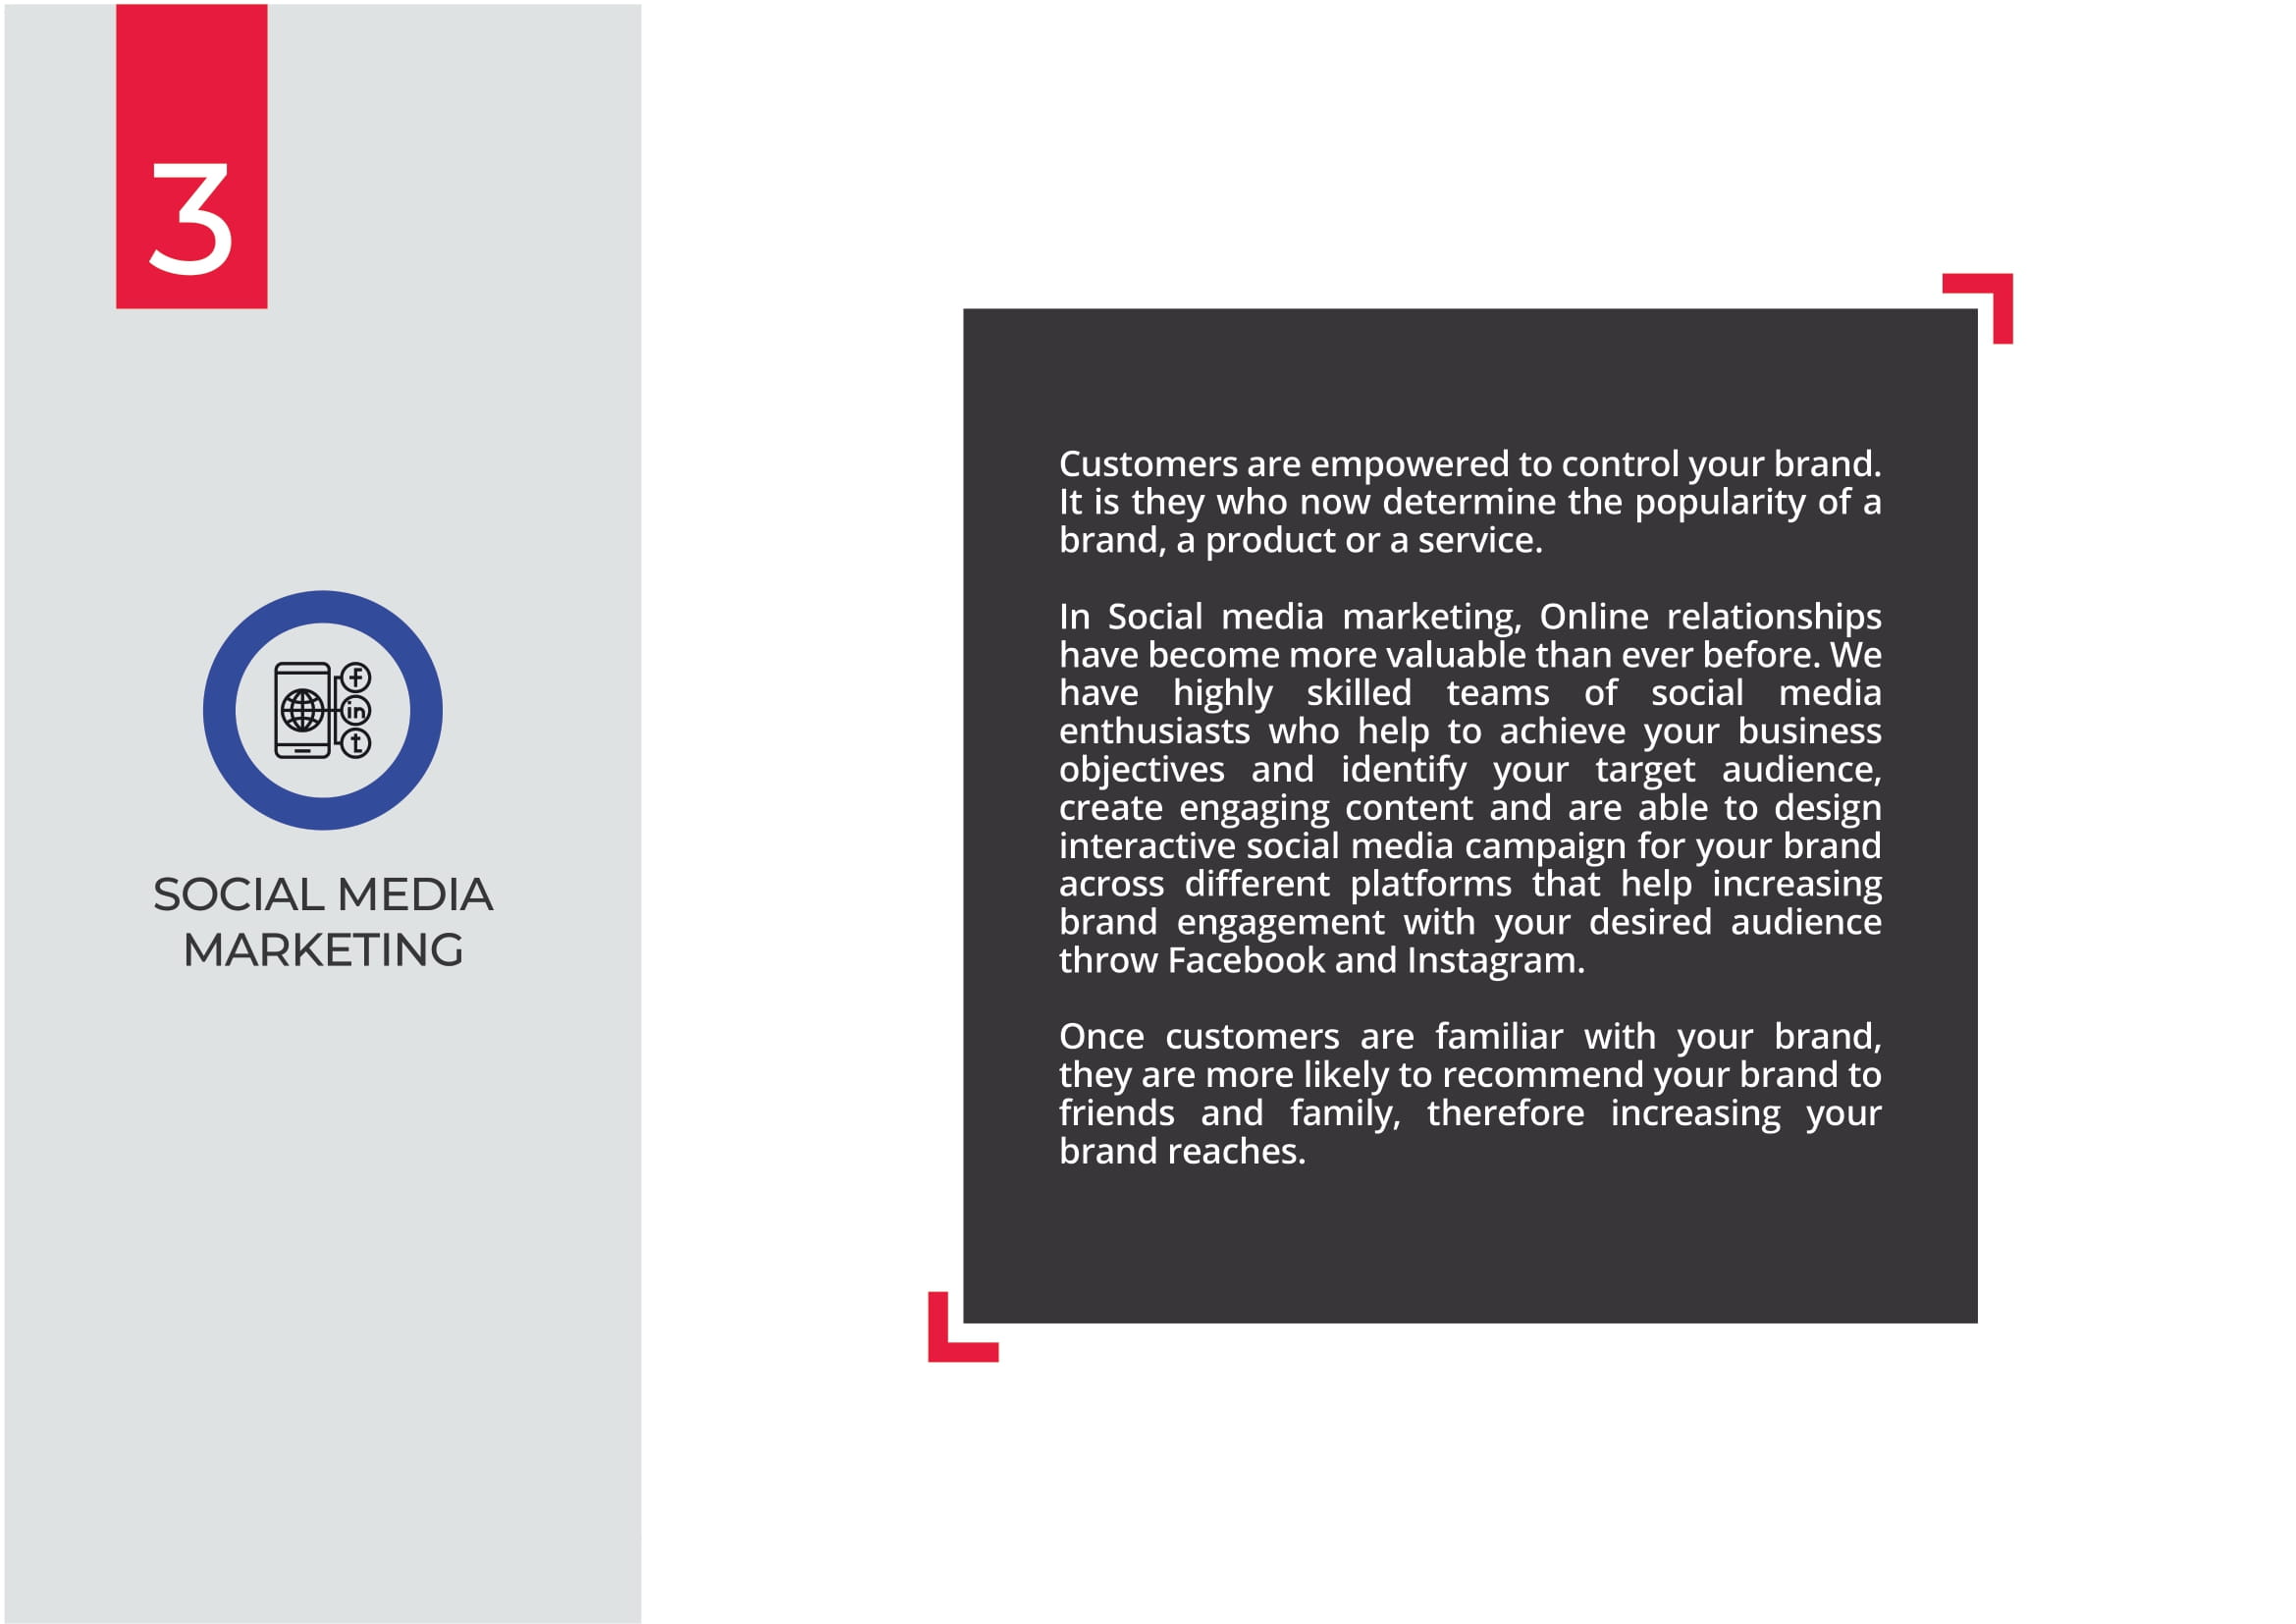 3
f
in
t
SOCIAL MEDIA
MARKETING
Customers are empowered to control your brand.
It is they who now determine the popularity of a
brand, a product or a service.
In Social media marketing, Online relationships
have become more valuable than ever before. We
have highly skilled teams of social media
enthusiasts who help to achieve your business
objectives and identify your target audience,
create engaging content and are able to design
interactive social media campaign for your brand
across different platforms that help increasing
brand engagement with your desired audience
throw Facebook and Instagram.
Once customers are familiar with your brand,
they are more likely to recommend your brand to
friends and family, therefore increasing your
brand reaches.